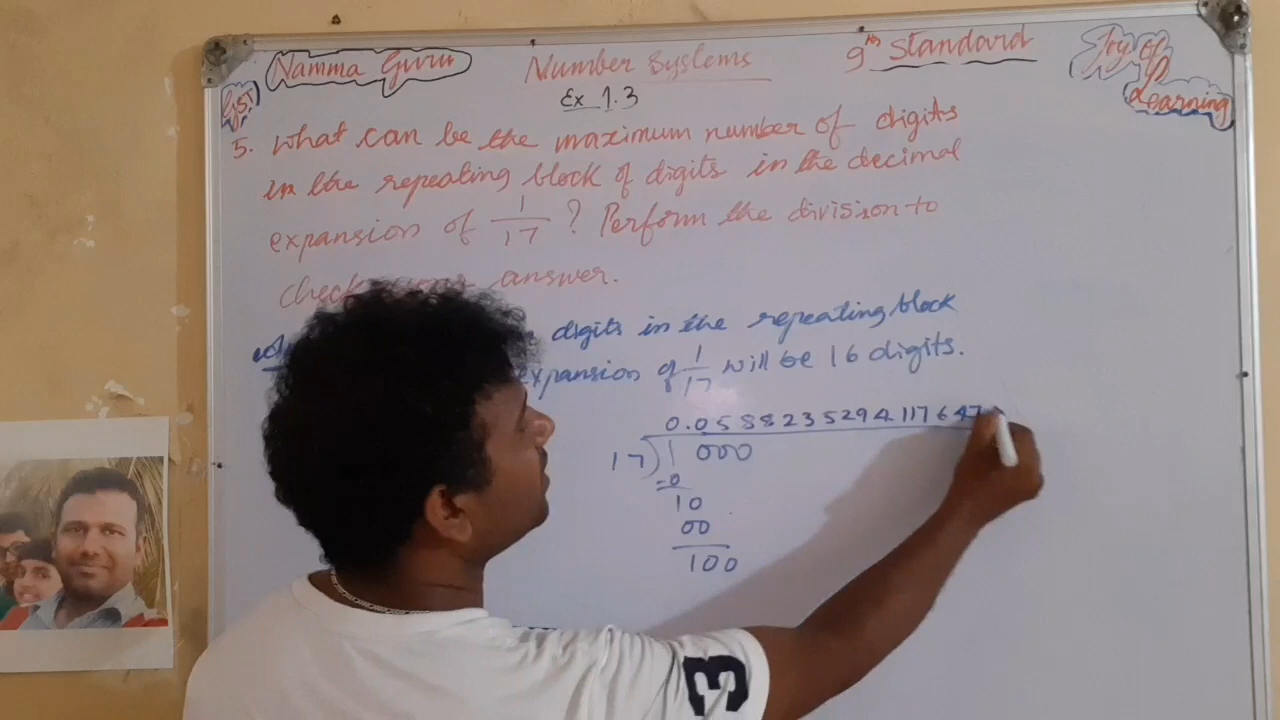 Namma Guru
Number Systems
9th Standard
Joy of
Learning
GSI
Ex 1.3
5. What can be the maximum number of digits
in the repeating block of digits in the decimal
expansion of 1/17 ? Perform the division to
check answer.
digits in the repeating block
expansion of 1/17 will be 16 digits.
0.0588235294117647
17) 1 000
-0
10
00
100
3